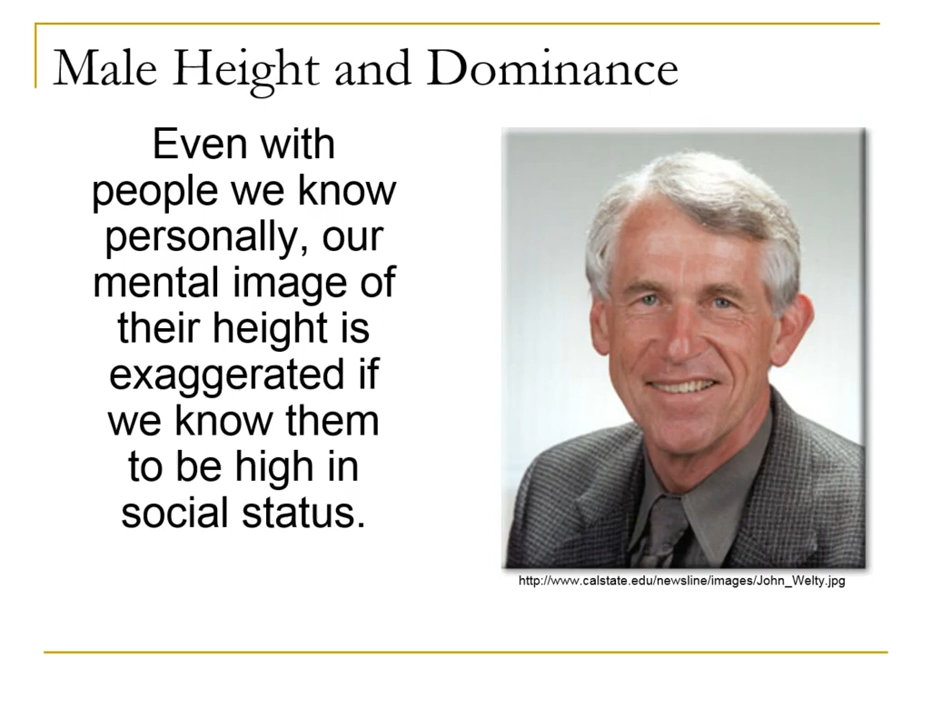 Male Height and Dominance
Even with
people we know
personally, our
mental image of
their height is
exaggerated if
we know them
to be high in
social status.
http://www.calstate.edu/newsline/images/John_Welty.jpg